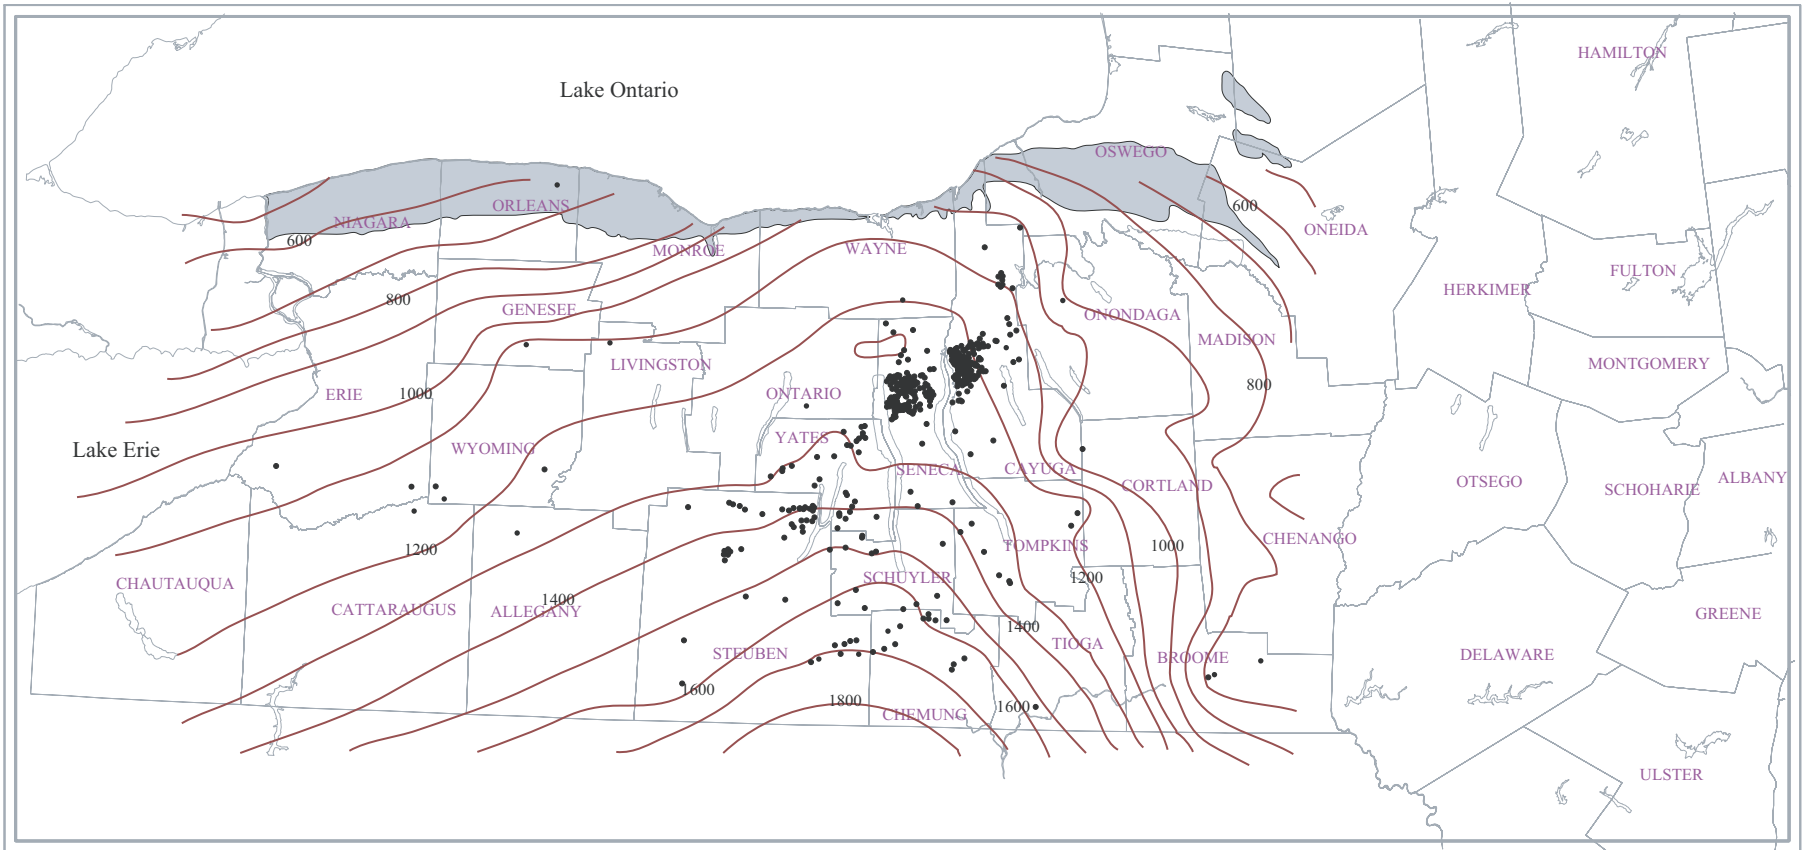 HAMILTON
Lake Ontario
OSWEGO
ORLEANS
600
NIAGARA
ONEIDA
600
MONROE
WAYNE
FULTON
HERKIMER
800
GENESEE
ONONDAGA
MADISON
LIVINGSTON
MONTGOMERY
800
ERIE
1000
ONTARIO
YATES
Lake Erie
WYOMING
SENECA
CAYUGA
CORTLAND
OTSEGO
SCHOHARIE
ALBANY
CHENANGO
1200
TOMPKINS
1000
CHAUTAUQUA
SCHUYLER
1200
1400
CATTARAUGUS
ALLEGANY
GREENE
1400
TIOGA
STEUBEN
BROOME
DELAWARE
1600
1800
1600
CHEMUNG
ULSTER